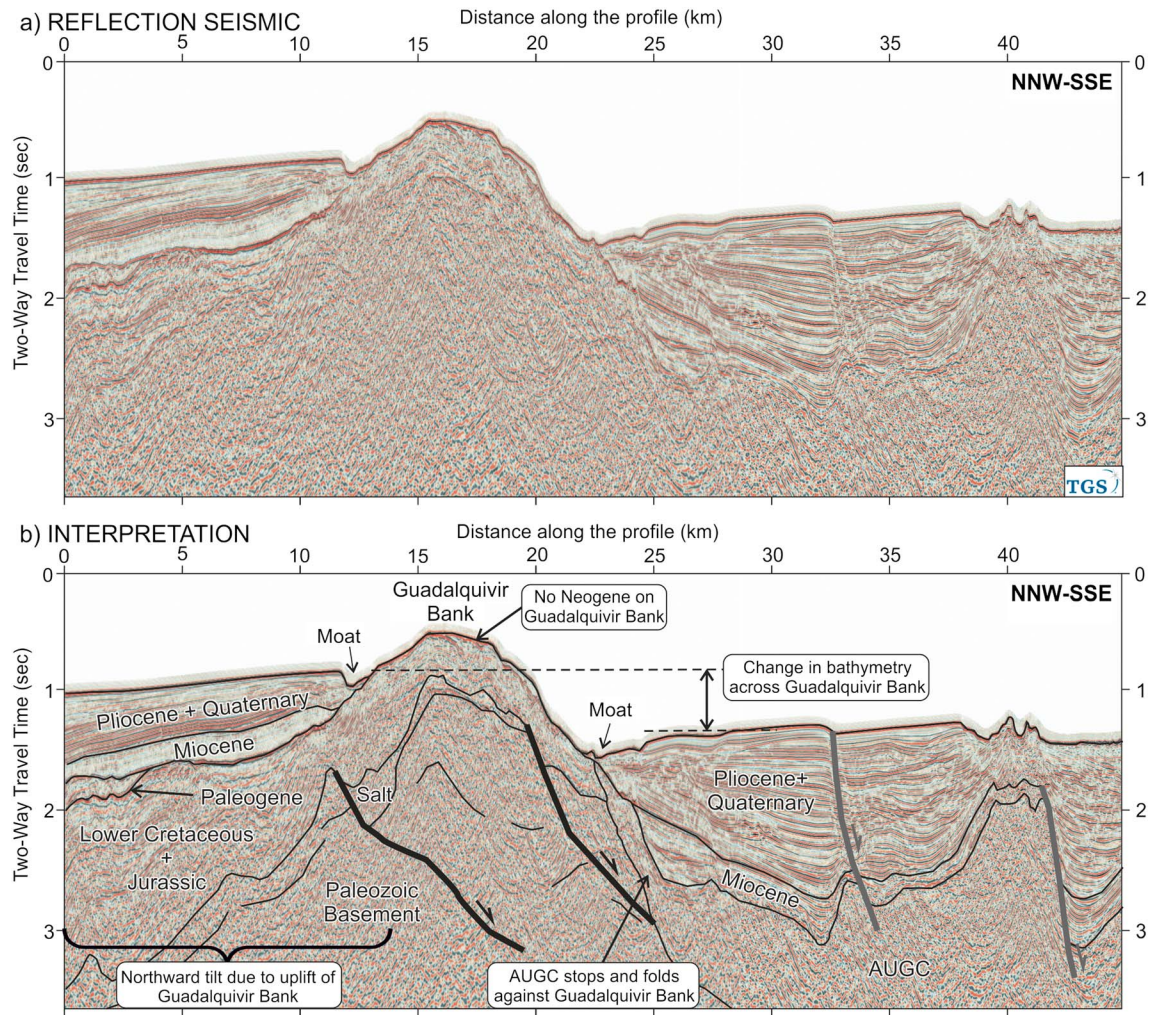 a) REFLECTION SEISMIC
Distance along the profile (km)
0 5 10 15 20 25 30 35 40
NNW-SSE
Two-Way Travel Time (sec)
0 0
1 1
2 2
3 3
TGS
b) INTERPRETATION
Distance along the profile (km)
0 5 10 15 20 25 30 35 40
NNW-SSE
Two-Way Travel Time (sec)
0 0
1 1
2 2
3 3
Guadalquivir
Bank
No Neogene on
Guadalquivir Bank
Moat
Change in bathymetry
across Guadalquivir Bank
Moat
Pliocene + Quaternary
Miocene
Paleogene
Salt
Pliocene+
Quaternary
Lower Cretaceous
+
Jurassic
Paleozoic
Basement
Miocene
AUGC
Northward tilt due to uplift of
Guadalquivir Bank
AUGC stops and folds
against Guadalquivir Bank